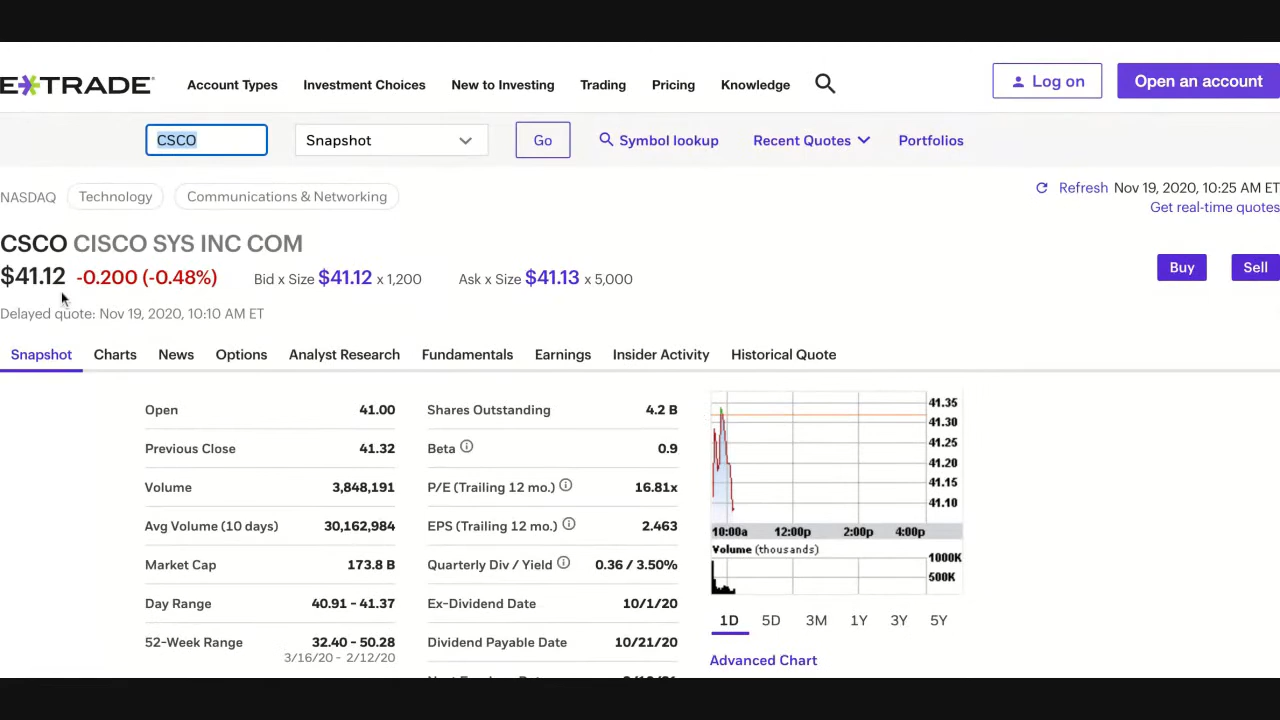 E*TRADE Account Types Investment Choices New to Investing Trading Pricing Knowledge Log on Open an account
CSCO Snapshot Go Symbol lookup Recent Quotes Portfolios
NASDAQ Technology Communications & Networking
Refresh Nov 19, 2020, 10:25 AM ET
Get real-time quotes
CSCO CISCO SYS INC COM
$41.12 -0.200 (-0.48%) Bid x Size $41.12 x 1,200 Ask x Size $41.13 x 5,000 Buy Sell
Delayed quote: Nov 19, 2020, 10:10 AM ET
Snapshot Charts News Options Analyst Research Fundamentals Earnings Insider Activity Historical Quote
Open 41.00
Previous Close 41.32
Volume 3,848,191
Avg Volume (10 days) 30,162,984
Market Cap 173.8 B
Day Range 40.91 - 41.37
52-Week Range 32.40 - 50.28
3/16/20 - 2/12/20
Shares Outstanding 4.2 B
Beta 0.9
P/E (Trailing 12 mo.) 16.81x
EPS (Trailing 12 mo.) 2.463
Quarterly Div / Yield 0.36 / 3.50%
Ex-Dividend Date 10/1/20
Dividend Payable Date 10/21/20
41.35
41.30
41.25
41.20
41.15
41.10
10:00a 12:00p 2:00p 4:00p
Volume (thousands)
1000K
500K
1D 5D 3M 1Y 3Y 5Y
Advanced Chart